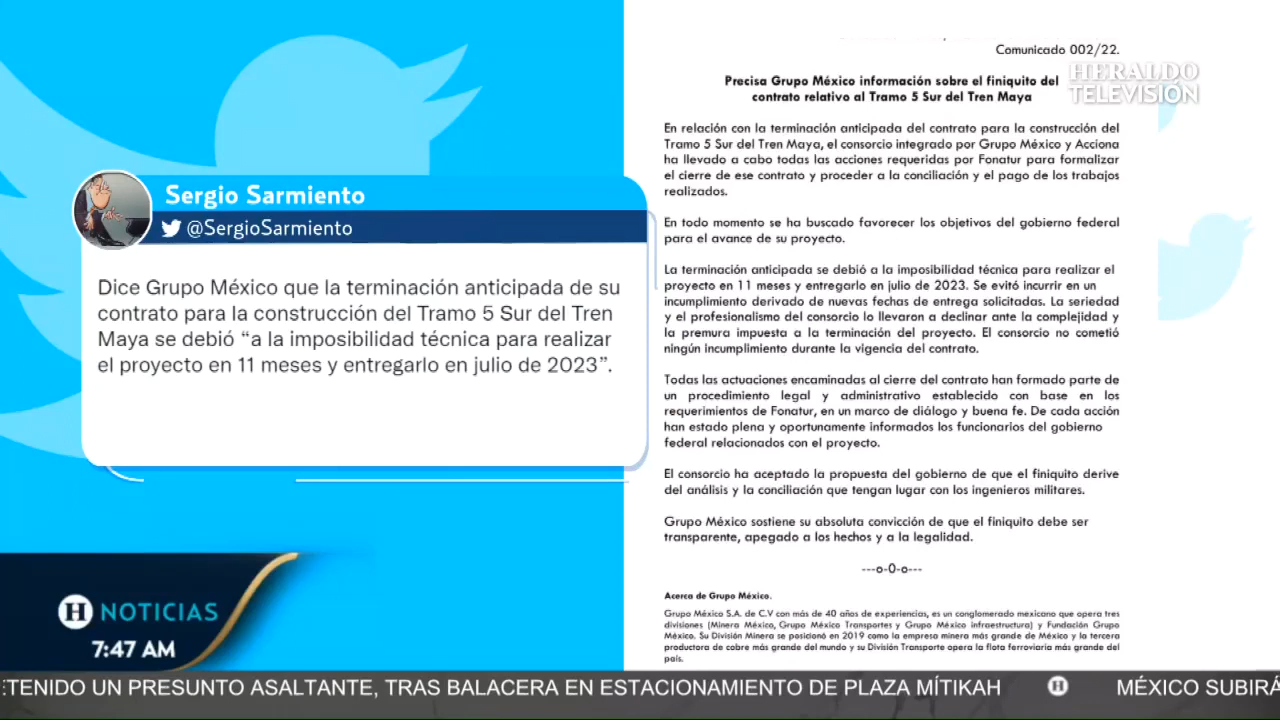 Sergio Sarmiento
@SergioSarmiento
Dice Grupo México que la terminación anticipada de su
contrato para la construcción del Tramo 5 Sur del Tren
Maya se debió “a la imposibilidad técnica para realizar
el proyecto en 11 meses y entregarlo en julio de 2023”.
Comunicado 002/22.
HERALDO
TELEVISIÓN
Precisa Grupo México información sobre el finiquito del
contrato relativo al Tramo 5 Sur del Tren Maya
En relación con la terminación anticipada del contrato para la construcción del
Tramo 5 Sur del Tren Maya, el consorcio integrado por Grupo México y Acciona
ha llevado a cabo todas las acciones requeridas por Fonatur para formalizar
el cierre de ese contrato y proceder a la conciliación y el pago de los trabajos
realizados.
En todo momento se ha buscado favorecer los objetivos del gobierno federal
para el avance de su proyecto.
La terminación anticipada se debió a la imposibilidad técnica para realizar el
proyecto en 11 meses y entregarlo en julio de 2023. Se evitó incurrir en un
incumplimiento derivado de nuevas fechas de entrega solicitadas. La seriedad
y el profesionalismo del consorcio lo llevaron a declinar ante la complejidad y
la premura impuesta a la terminación del proyecto. El consorcio no cometió
ningún incumplimiento durante la vigencia del contrato.
Todas las actuaciones encaminadas al cierre del contrato han formado parte de
un procedimiento legal y administrativo establecido con base en los
requerimientos de Fonatur, en un marco de diálogo y buena fe. De cada acción
han estado plena y oportunamente informados los funcionarios del gobierno
federal relacionados con el proyecto.
El consorcio ha aceptado la propuesta del gobierno de que el finiquito derive
del análisis y la conciliación que tengan lugar con los ingenieros militares.
Grupo México sostiene su absoluta convicción de que el finiquito debe ser
transparente, apegado a los hechos y a la legalidad.
---o-0-o---
Acerca de Grupo México.
Grupo México S.A. de C.V con más de 40 años de experiencias, es un conglomerado mexicano que opera tres
divisiones (Minera México, Grupo México Transportes y Grupo México infraestructura) y Fundación Grupo
México. Su División Minera se posicionó en 2019 como la empresa minera más grande de México y la tercera
productora de cobre más grande del mundo y su División Transporte opera la flota ferroviaria más grande del
país.
H NOTICIAS
7:47 AM
ETENIDO UN PRESUNTO ASALTANTE, TRAS BALACERA EN ESTACIONAMIENTO DE PLAZA MÍTIKAH H MÉXICO SUBIRÁ